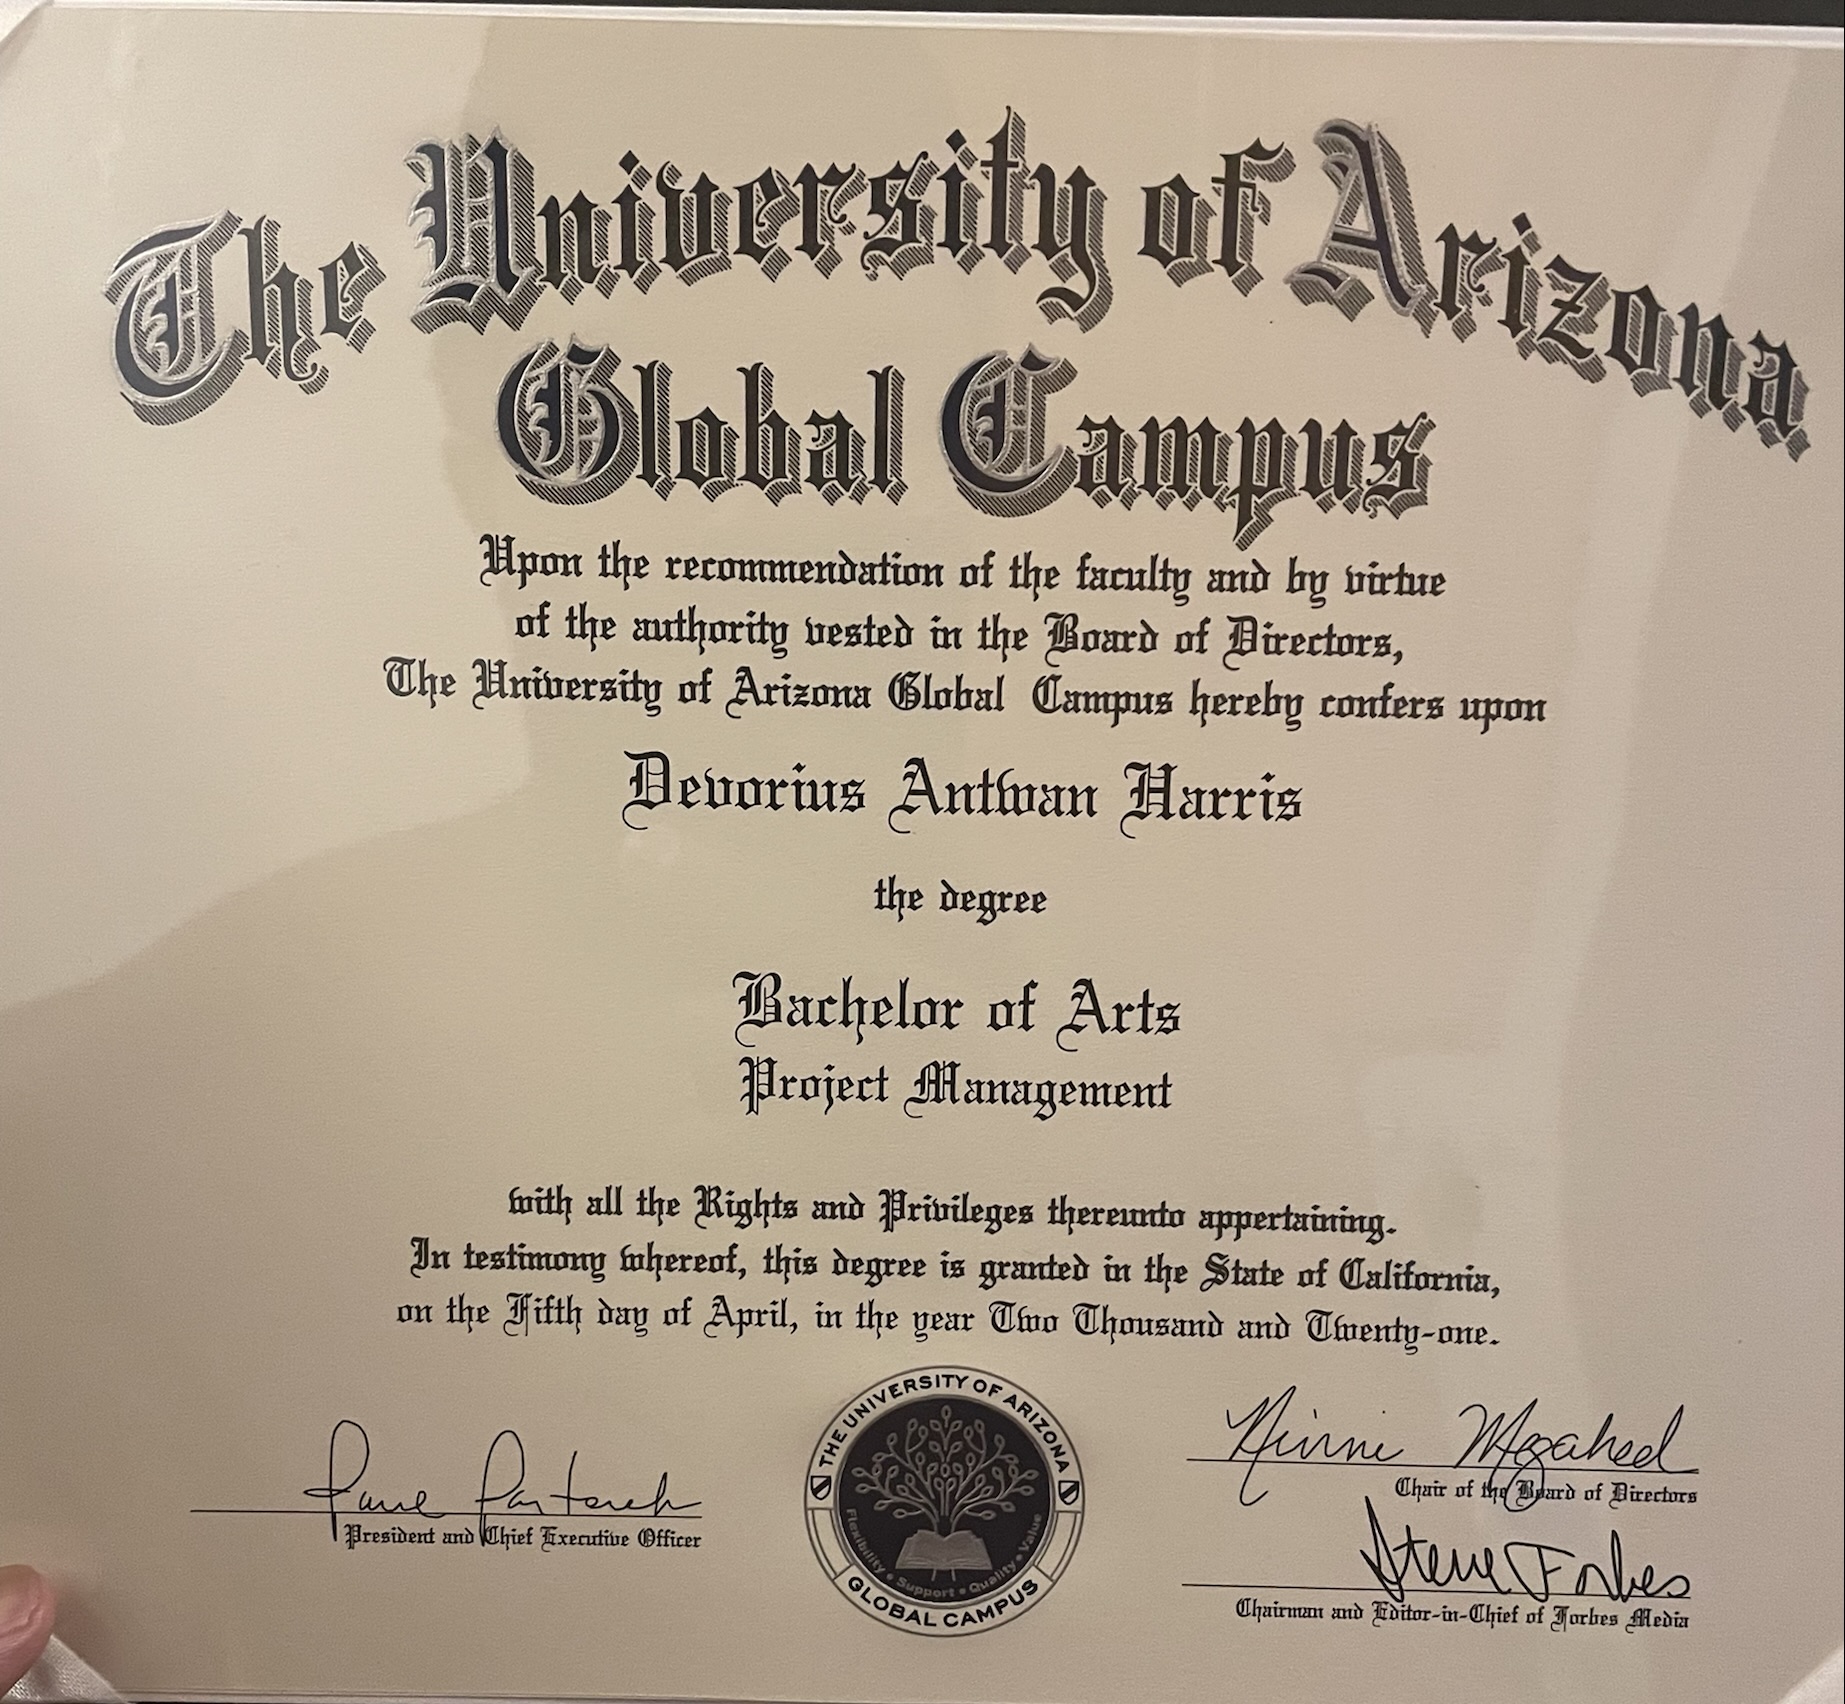 The University of Arizona
Global Campus
Upon the recommendation of the faculty and by virtue
of the authority vested in the Board of Directors,
The University of Arizona Global Campus hereby confers upon
Devorius Antwan Harris
the degree
Bachelor of Arts
Project Management
with all the Rights and Privileges thereunto appertaining.
In testimony whereof, this degree is granted in the State of California,
on the Fifth day of April, in the year Two Thousand and Twenty-one.
Paul Pastorek
President and Chief Executive Officer
THE UNIVERSITY OF ARIZONA
Flexibility • Support • Quality • Value
GLOBAL CAMPUS
Nivine Megahed
Chair of the Board of Directors
Steve Forbes
Chairman and Editor-in-Chief of Forbes Media